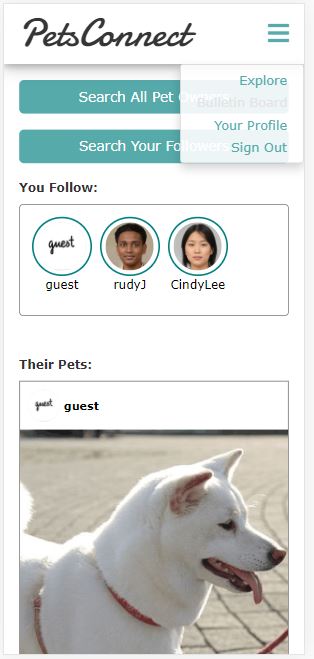 PetsConnect
Explore
Bulletin Board
Your Profile
Sign Out
Search All Pet Owners
Search Your Followers
You Follow:
guest
guest rudyJ CindyLee
Their Pets:
guest guest